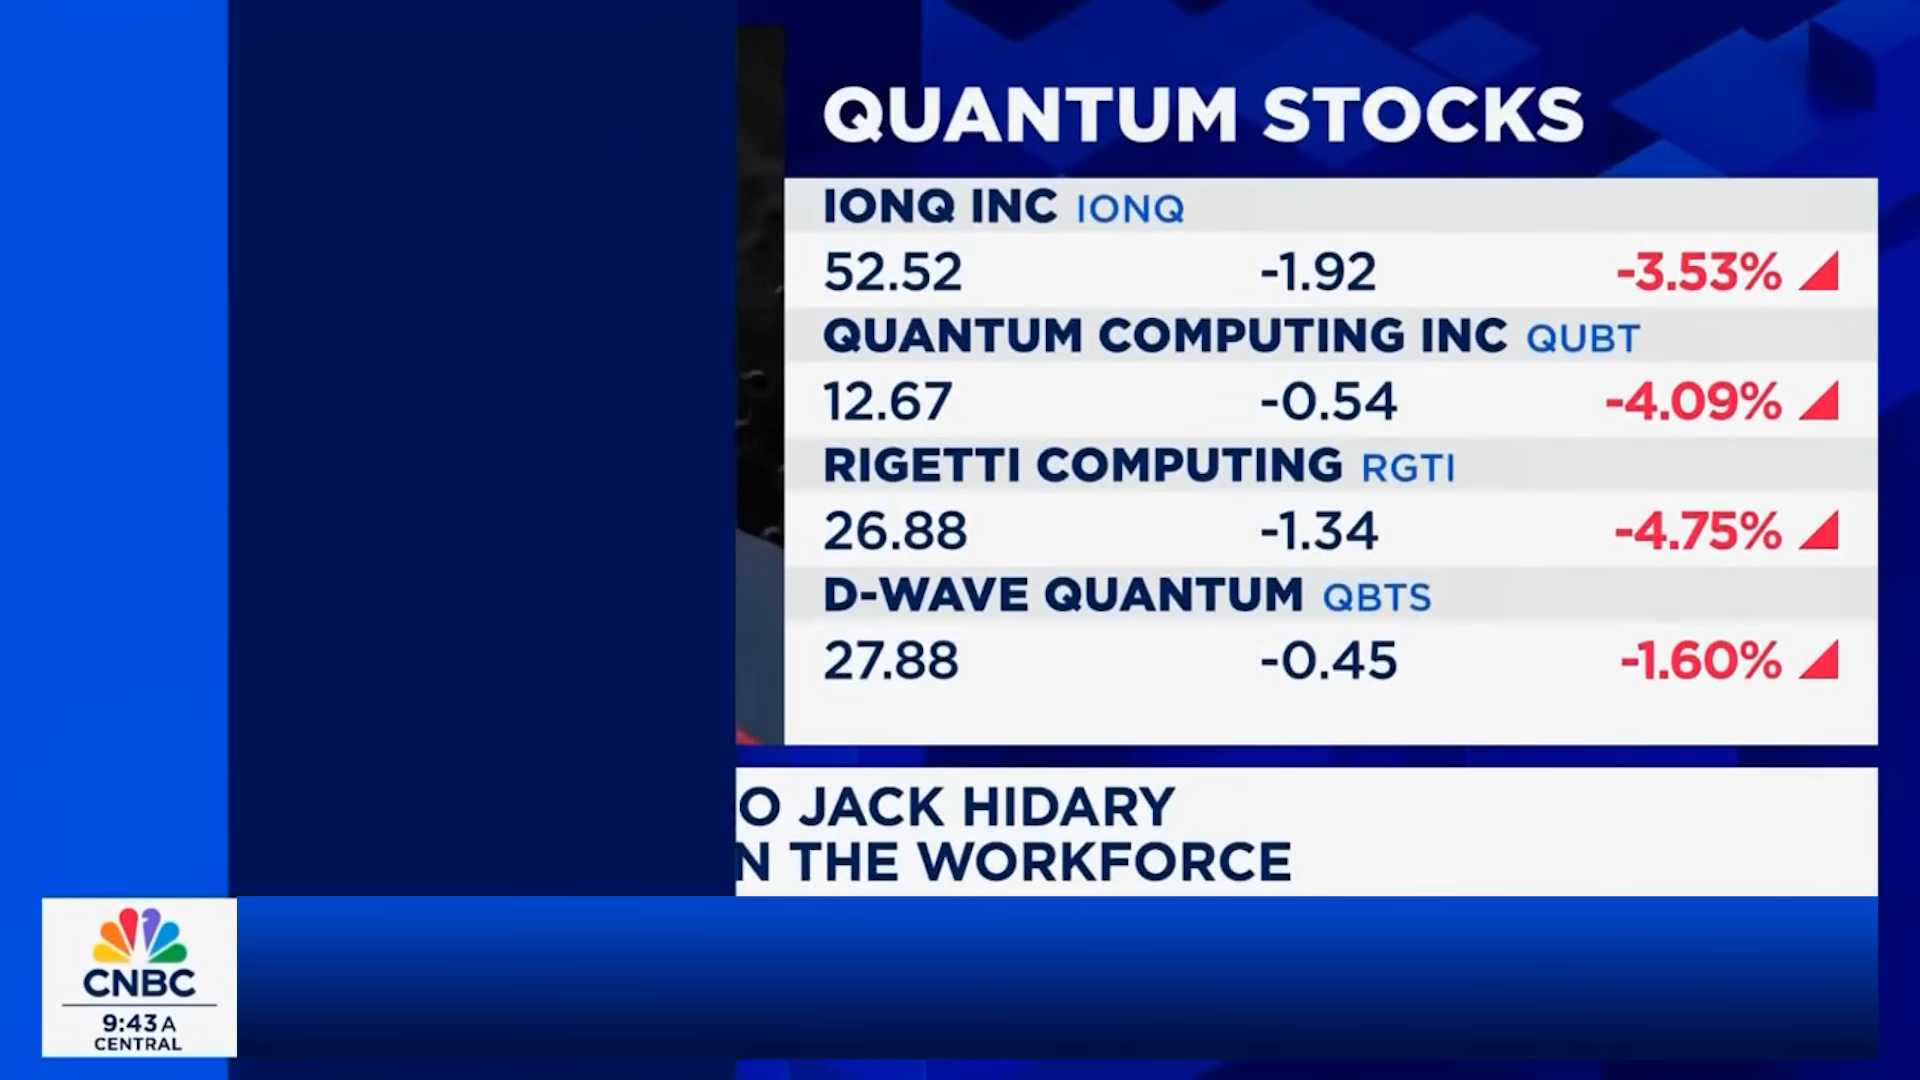 QUANTUM STOCKS
IONQ INC IONQ
52.52 -1.92 -3.53%
QUANTUM COMPUTING INC QUBT
12.67 -0.54 -4.09%
RIGETTI COMPUTING RGTI
26.88 -1.34 -4.75%
D-WAVE QUANTUM QBTS
27.88 -0.45 -1.60%
O JACK HIDARY
N THE WORKFORCE
CNBC
9:43A
CENTRAL